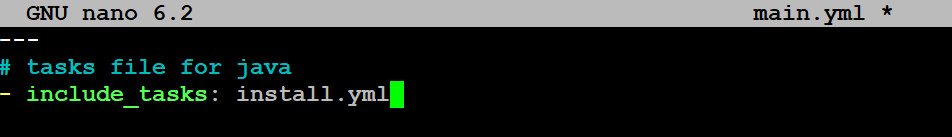 GNU nano 6.2 main.yml *
---
# tasks file for java
- include_tasks: install.yml